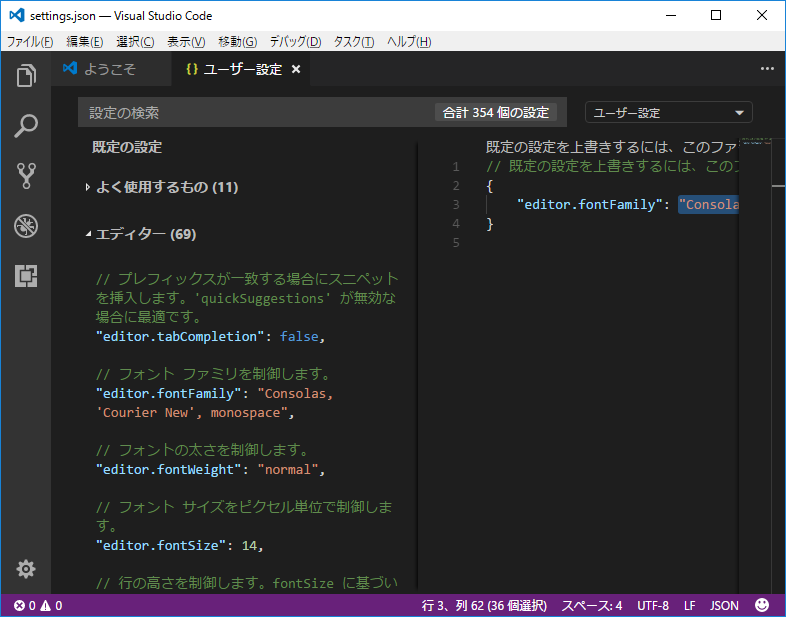 settings.json — Visual Studio Code
ファイル(F) 編集(E) 選択(C) 表示(V) 移動(G) デバッグ(D) タスク(T) ヘルプ(H)
ようこそ {} ユーザー設定
設定の検索 合計 354 個の設定 ユーザー設定
既定の設定
よく使用するもの (11)
エディター (69)
// プレフィックスが一致する場合にスニペット
を挿入します。'quickSuggestions' が無効な
場合に最適です。
"editor.tabCompletion": false,
// フォント ファミリを制御します。
"editor.fontFamily": "Consolas,
'Courier New', monospace",
// フォントの太さを制御します。
"editor.fontWeight": "normal",
// フォント サイズをピクセル単位で制御しま
す。
"editor.fontSize": 14,
// 行の高さを制御します。fontSize に基づい
既定の設定を上書きするには、このファ
1 // 既定の設定を上書きするには、このフ
2 {
3 "editor.fontFamily": "Consola
4 }
5
0 0 行 3、列 62 (36 個選択) スペース: 4 UTF-8 LF JSON